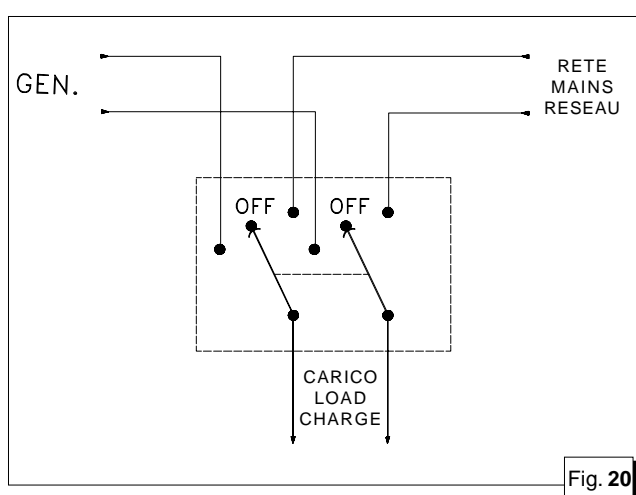 GEN.
RETE
MAINS
RESEAU
OFF
OFF
CARICO
LOAD
CHARGE
Fig. 20